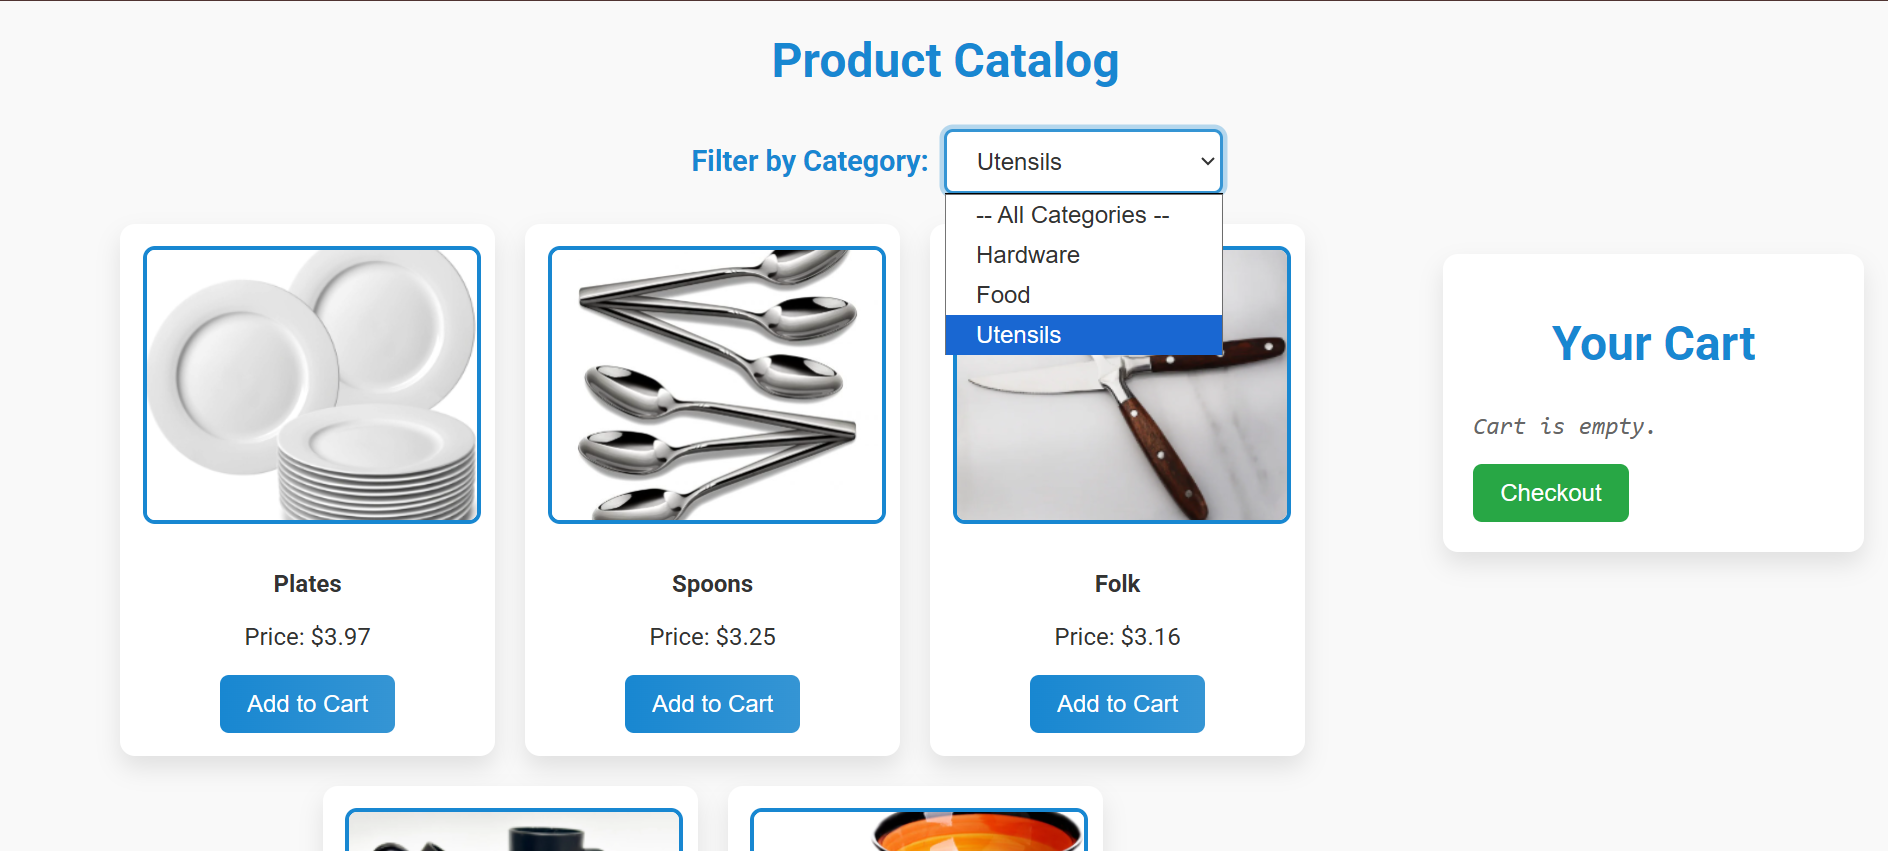 Product Catalog
Filter by Category:
Utensils
-- All Categories --
Hardware
Food
Utensils
Plates
Price: $3.97
Add to Cart
Spoons
Price: $3.25
Add to Cart
Folk
Price: $3.16
Add to Cart
Your Cart
Cart is empty.
Checkout